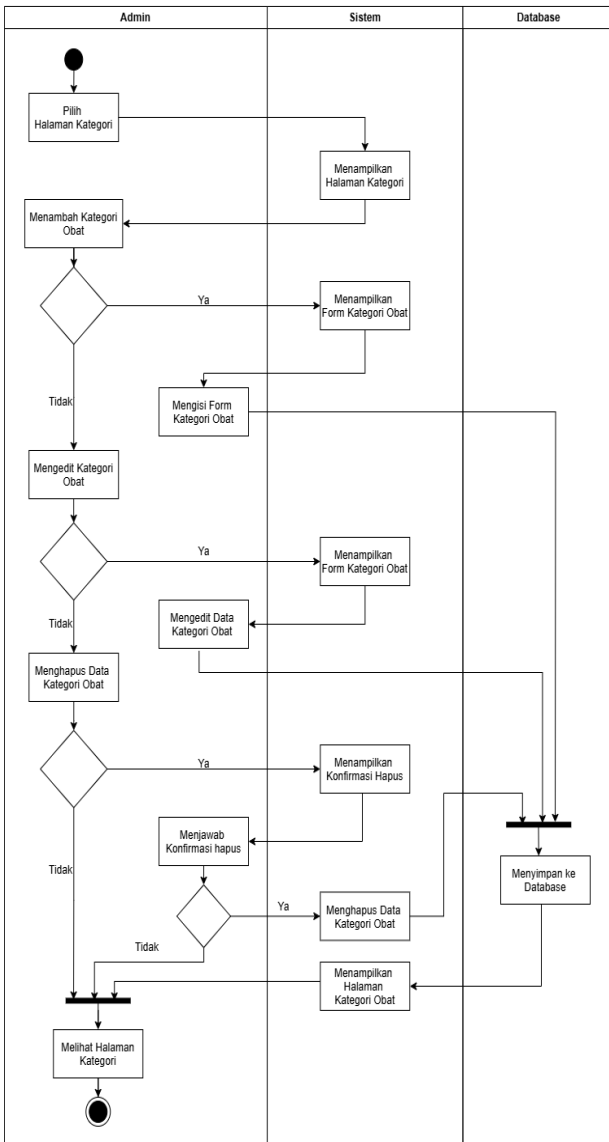 Admin
Sistem
Database
Pilih
Halaman Kategori
Menampilkan
Halaman Kategori
Menambah Kategori
Obat
Ya
Menampilkan
Form Kategori Obat
Tidak
Mengisi Form
Kategori Obat
Mengedit Kategori
Obat
Ya
Menampilkan
Form Kategori Obat
Tidak
Mengedit Data
Kategori Obat
Menghapus Data
Kategori Obat
Ya
Menampilkan
Konfirmasi Hapus
Menjawab
Konfirmasi hapus
Tidak
Menyimpan ke
Database
Ya
Menghapus Data
Kategori Obat
Tidak
Menampilkan
Halaman
Kategori Obat
Melihat Halaman
Kategori